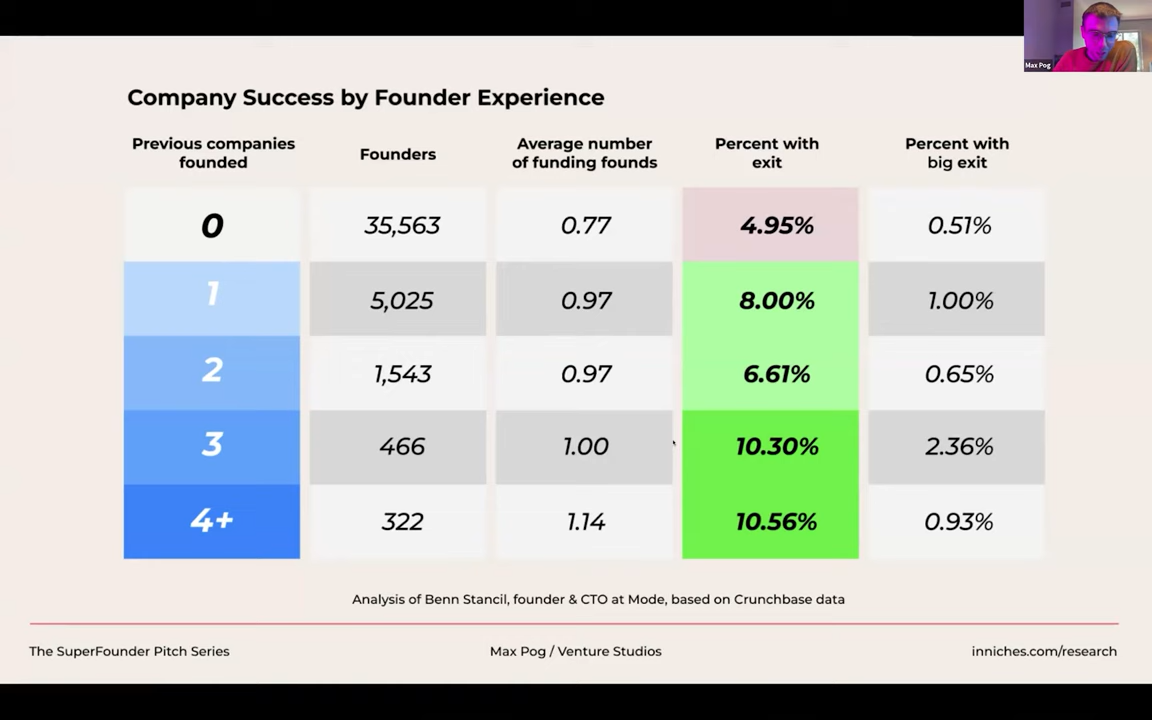 Max Pog
Company Success by Founder Experience
Previous companies
founded
Founders
Average number
of funding founds
Percent with
exit
Percent with
big exit
0 35,563 0.77 4.95% 0.51%
1 5,025 0.97 8.00% 1.00%
2 1,543 0.97 6.61% 0.65%
3 466 1.00 10.30% 2.36%
4+ 322 1.14 10.56% 0.93%
Analysis of Benn Stancil, founder & CTO at Mode, based on Crunchbase data
The SuperFounder Pitch Series Max Pog / Venture Studios inniches.com/research